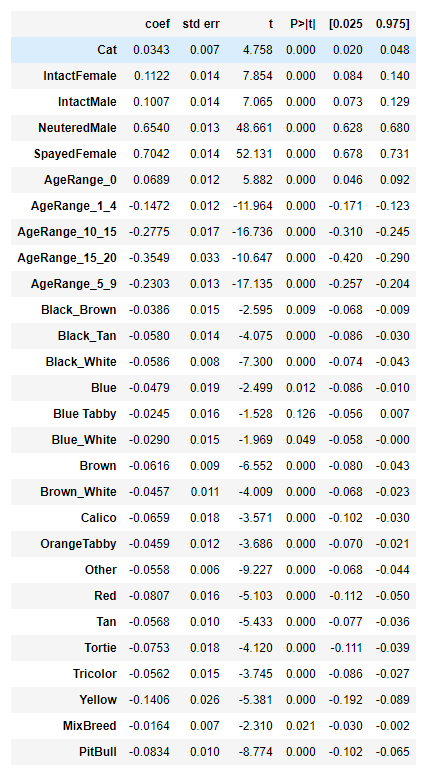 coef std err t P>|t| [0.025 0.975]
Cat 0.0343 0.007 4.758 0.000 0.020 0.048
IntactFemale 0.1122 0.014 7.854 0.000 0.084 0.140
IntactMale 0.1007 0.014 7.065 0.000 0.073 0.129
NeuteredMale 0.6540 0.013 48.661 0.000 0.628 0.680
SpayedFemale 0.7042 0.014 52.131 0.000 0.678 0.731
AgeRange_0 0.0689 0.012 5.882 0.000 0.046 0.092
AgeRange_1_4 -0.1472 0.012 -11.964 0.000 -0.171 -0.123
AgeRange_10_15 -0.2775 0.017 -16.736 0.000 -0.310 -0.245
AgeRange_15_20 -0.3549 0.033 -10.647 0.000 -0.420 -0.290
AgeRange_5_9 -0.2303 0.013 -17.135 0.000 -0.257 -0.204
Black_Brown -0.0386 0.015 -2.595 0.009 -0.068 -0.009
Black_Tan -0.0580 0.014 -4.075 0.000 -0.086 -0.030
Black_White -0.0586 0.008 -7.300 0.000 -0.074 -0.043
Blue -0.0479 0.019 -2.499 0.012 -0.086 -0.010
Blue Tabby -0.0245 0.016 -1.528 0.126 -0.056 0.007
Blue_White -0.0290 0.015 -1.969 0.049 -0.058 -0.000
Brown -0.0616 0.009 -6.552 0.000 -0.080 -0.043
Brown_White -0.0457 0.011 -4.009 0.000 -0.068 -0.023
Calico -0.0659 0.018 -3.571 0.000 -0.102 -0.030
OrangeTabby -0.0459 0.012 -3.686 0.000 -0.070 -0.021
Other -0.0558 0.006 -9.227 0.000 -0.068 -0.044
Red -0.0807 0.016 -5.103 0.000 -0.112 -0.050
Tan -0.0568 0.010 -5.433 0.000 -0.077 -0.036
Tortie -0.0753 0.018 -4.120 0.000 -0.111 -0.039
Tricolor -0.0562 0.015 -3.745 0.000 -0.086 -0.027
Yellow -0.1406 0.026 -5.381 0.000 -0.192 -0.089
MixBreed -0.0164 0.007 -2.310 0.021 -0.030 -0.002
PitBull -0.0834 0.010 -8.774 0.000 -0.102 -0.065